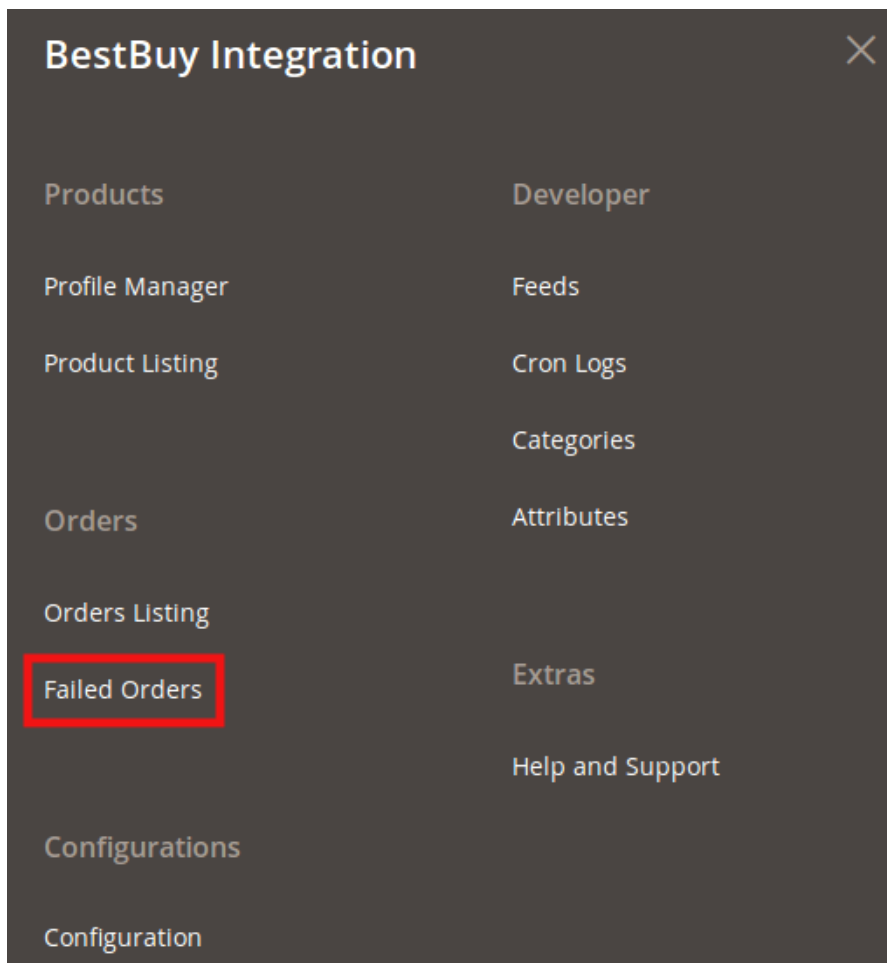 BestBuy Integration
Products
Profile Manager
Product Listing
Orders
Orders Listing
Failed Orders
Configurations
Configuration
Developer
Feeds
Cron Logs
Categories
Attributes
Extras
Help and Support